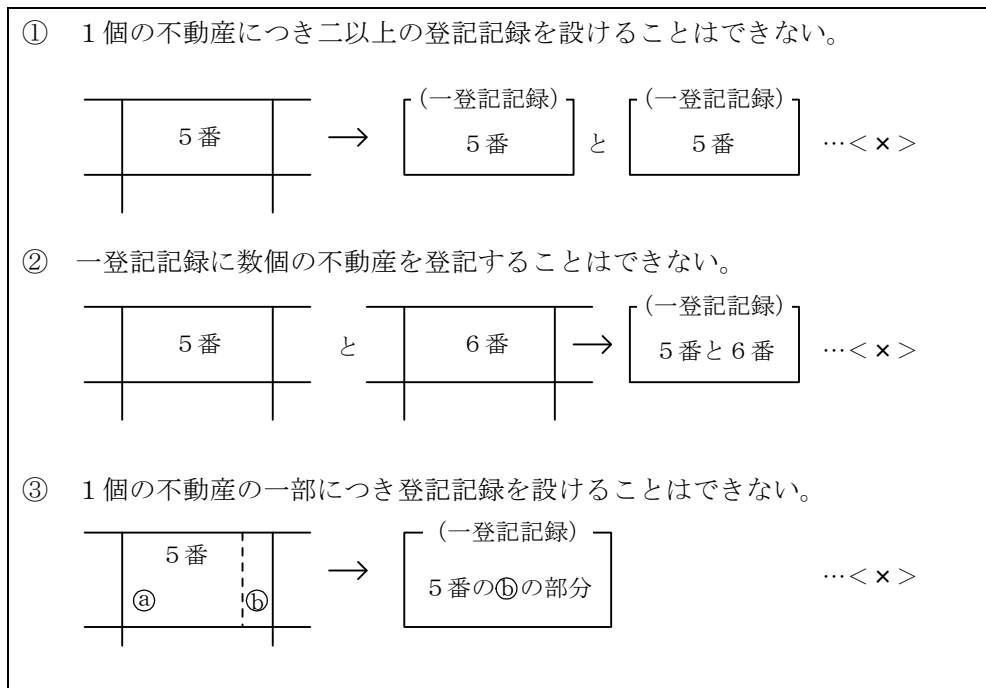 ① １個の不動産につき二以上の登記記録を設けることはできない。
(一登記記録) (一登記記録)
５番 → ５番 と ５番 …＜×＞
② 一登記記録に数個の不動産を登記することはできない。
(一登記記録)
５番 と ６番 → ５番と６番 …＜×＞
③ １個の不動産の一部につき登記記録を設けることはできない。
(一登記記録)
５番
ⓐ ⓑ → ５番のⓑの部分 …＜×＞